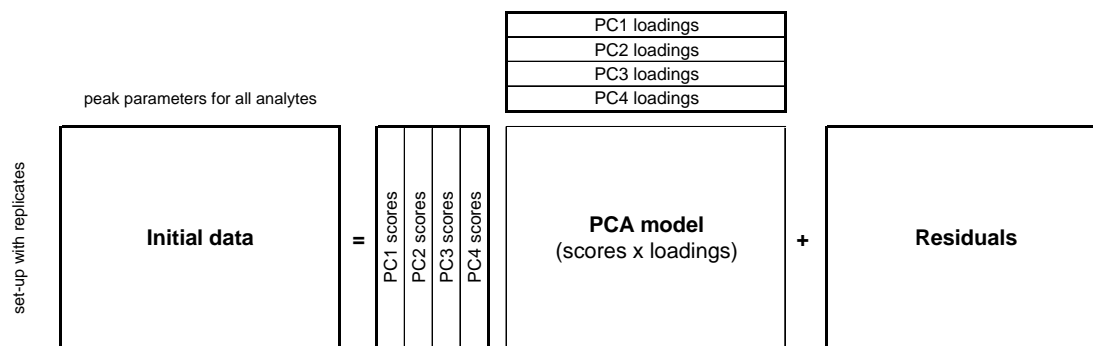 PC1 loadings
PC2 loadings
PC3 loadings
PC4 loadings
peak parameters for all analytes
set-up with replicates
Initial data
=
PC1 scores
PC2 scores
PC3 scores
PC4 scores
PCA model
(scores x loadings)
+
Residuals